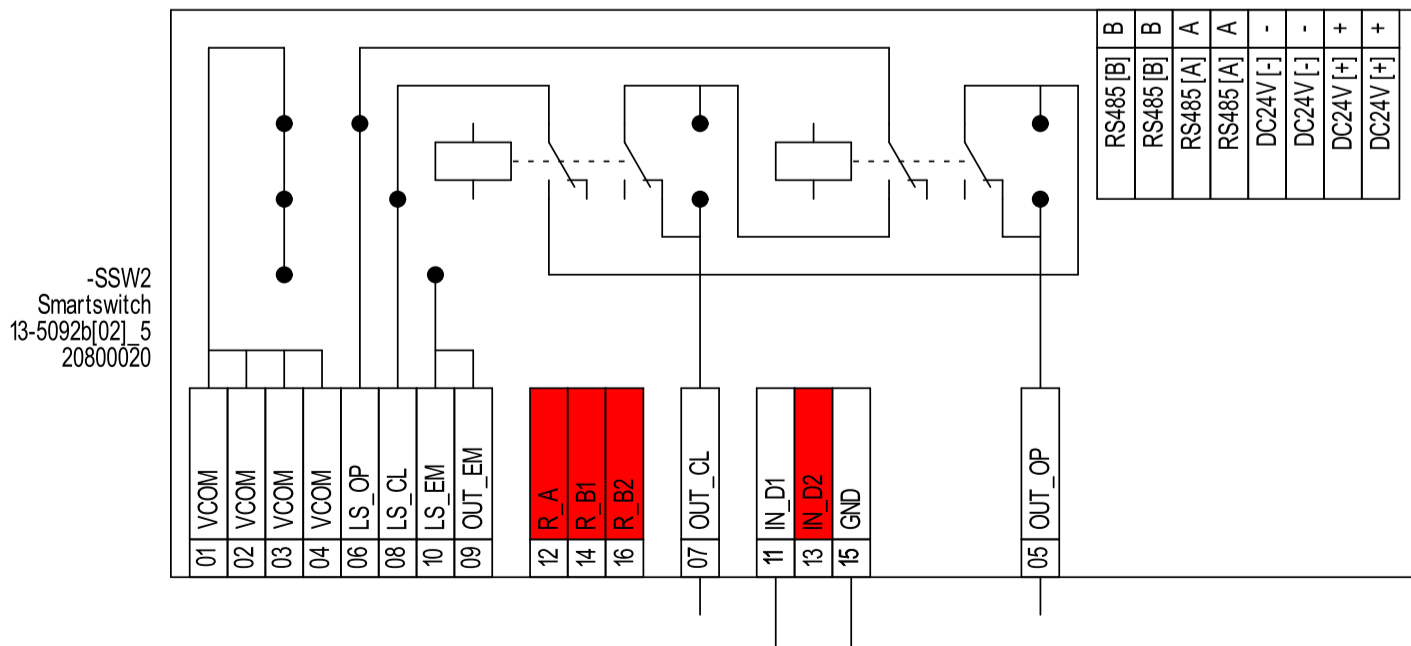 B
B
A
A
-
-
+
+
RS485 [B]
RS485 [B]
RS485 [A]
RS485 [A]
DC24V [-]
DC24V [-]
DC24V [+]
DC24V [+]
-SSW2
Smartswitch
13-5092b[02]_5
20800020
VCOM
VCOM
VCOM
VCOM
LS_OP
LS_CL
LS_EM
OUT_EM
R_A
R_B1
R_B2
OUT_CL
IN_D1
IN_D2
GND
OUT_OP
01
02
03
04
06
08
10
09
12
14
16
07
11
13
15
05